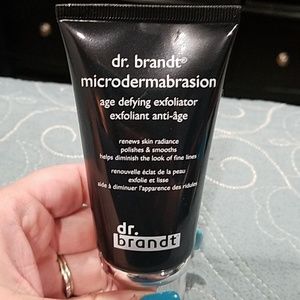 dr. brandt®
microdermabrasion
age defying exfoliator
exfoliant anti-âge
renews skin radiance
polishes & smooths
helps diminish the look of fine lines
renouvelle éclat de la peau
exfolie et lisse
aide à diminuer l'apparence des ridules
dr.
brandt